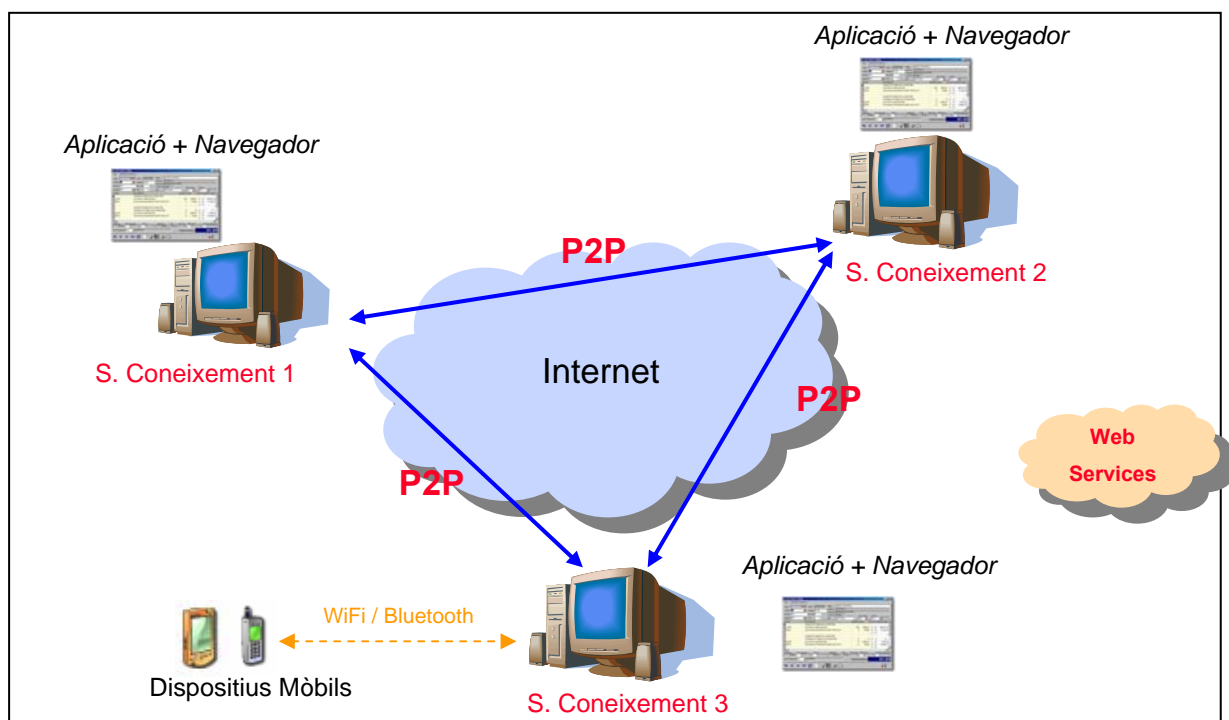 Aplicació + Navegador
Aplicació + Navegador
P2P
S. Coneixement 2
S. Coneixement 1
Internet
P2P
P2P
Web
Services
Aplicació + Navegador
WiFi / Bluetooth
Dispositius Mòbils
S. Coneixement 3